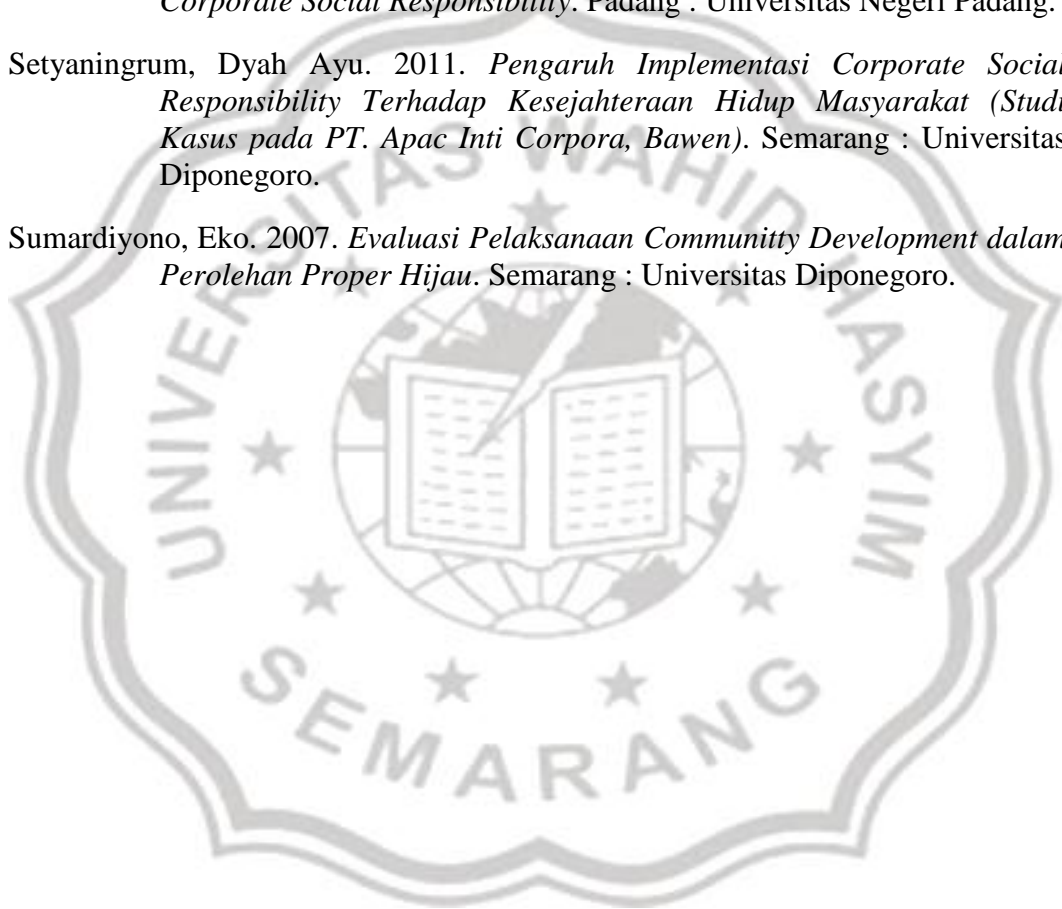 Corporate Social Responsibility. Padang : Universitas Negeri Padang.
Setyaningrum, Dyah Ayu. 2011. Pengaruh Implementasi Corporate Social
Responsibility Terhadap Kesejahteraan Hidup Masyarakat (Studi
Kasus pada PT. Apac Inti Corpora, Bawen). Semarang : Universitas
Diponegoro.
Sumardiyono, Eko. 2007. Evaluasi Pelaksanaan Communitty Development dalam
Perolehan Proper Hijau. Semarang : Universitas Diponegoro.
UNIVERSITAS WAHID HASYIM
SEMARANG